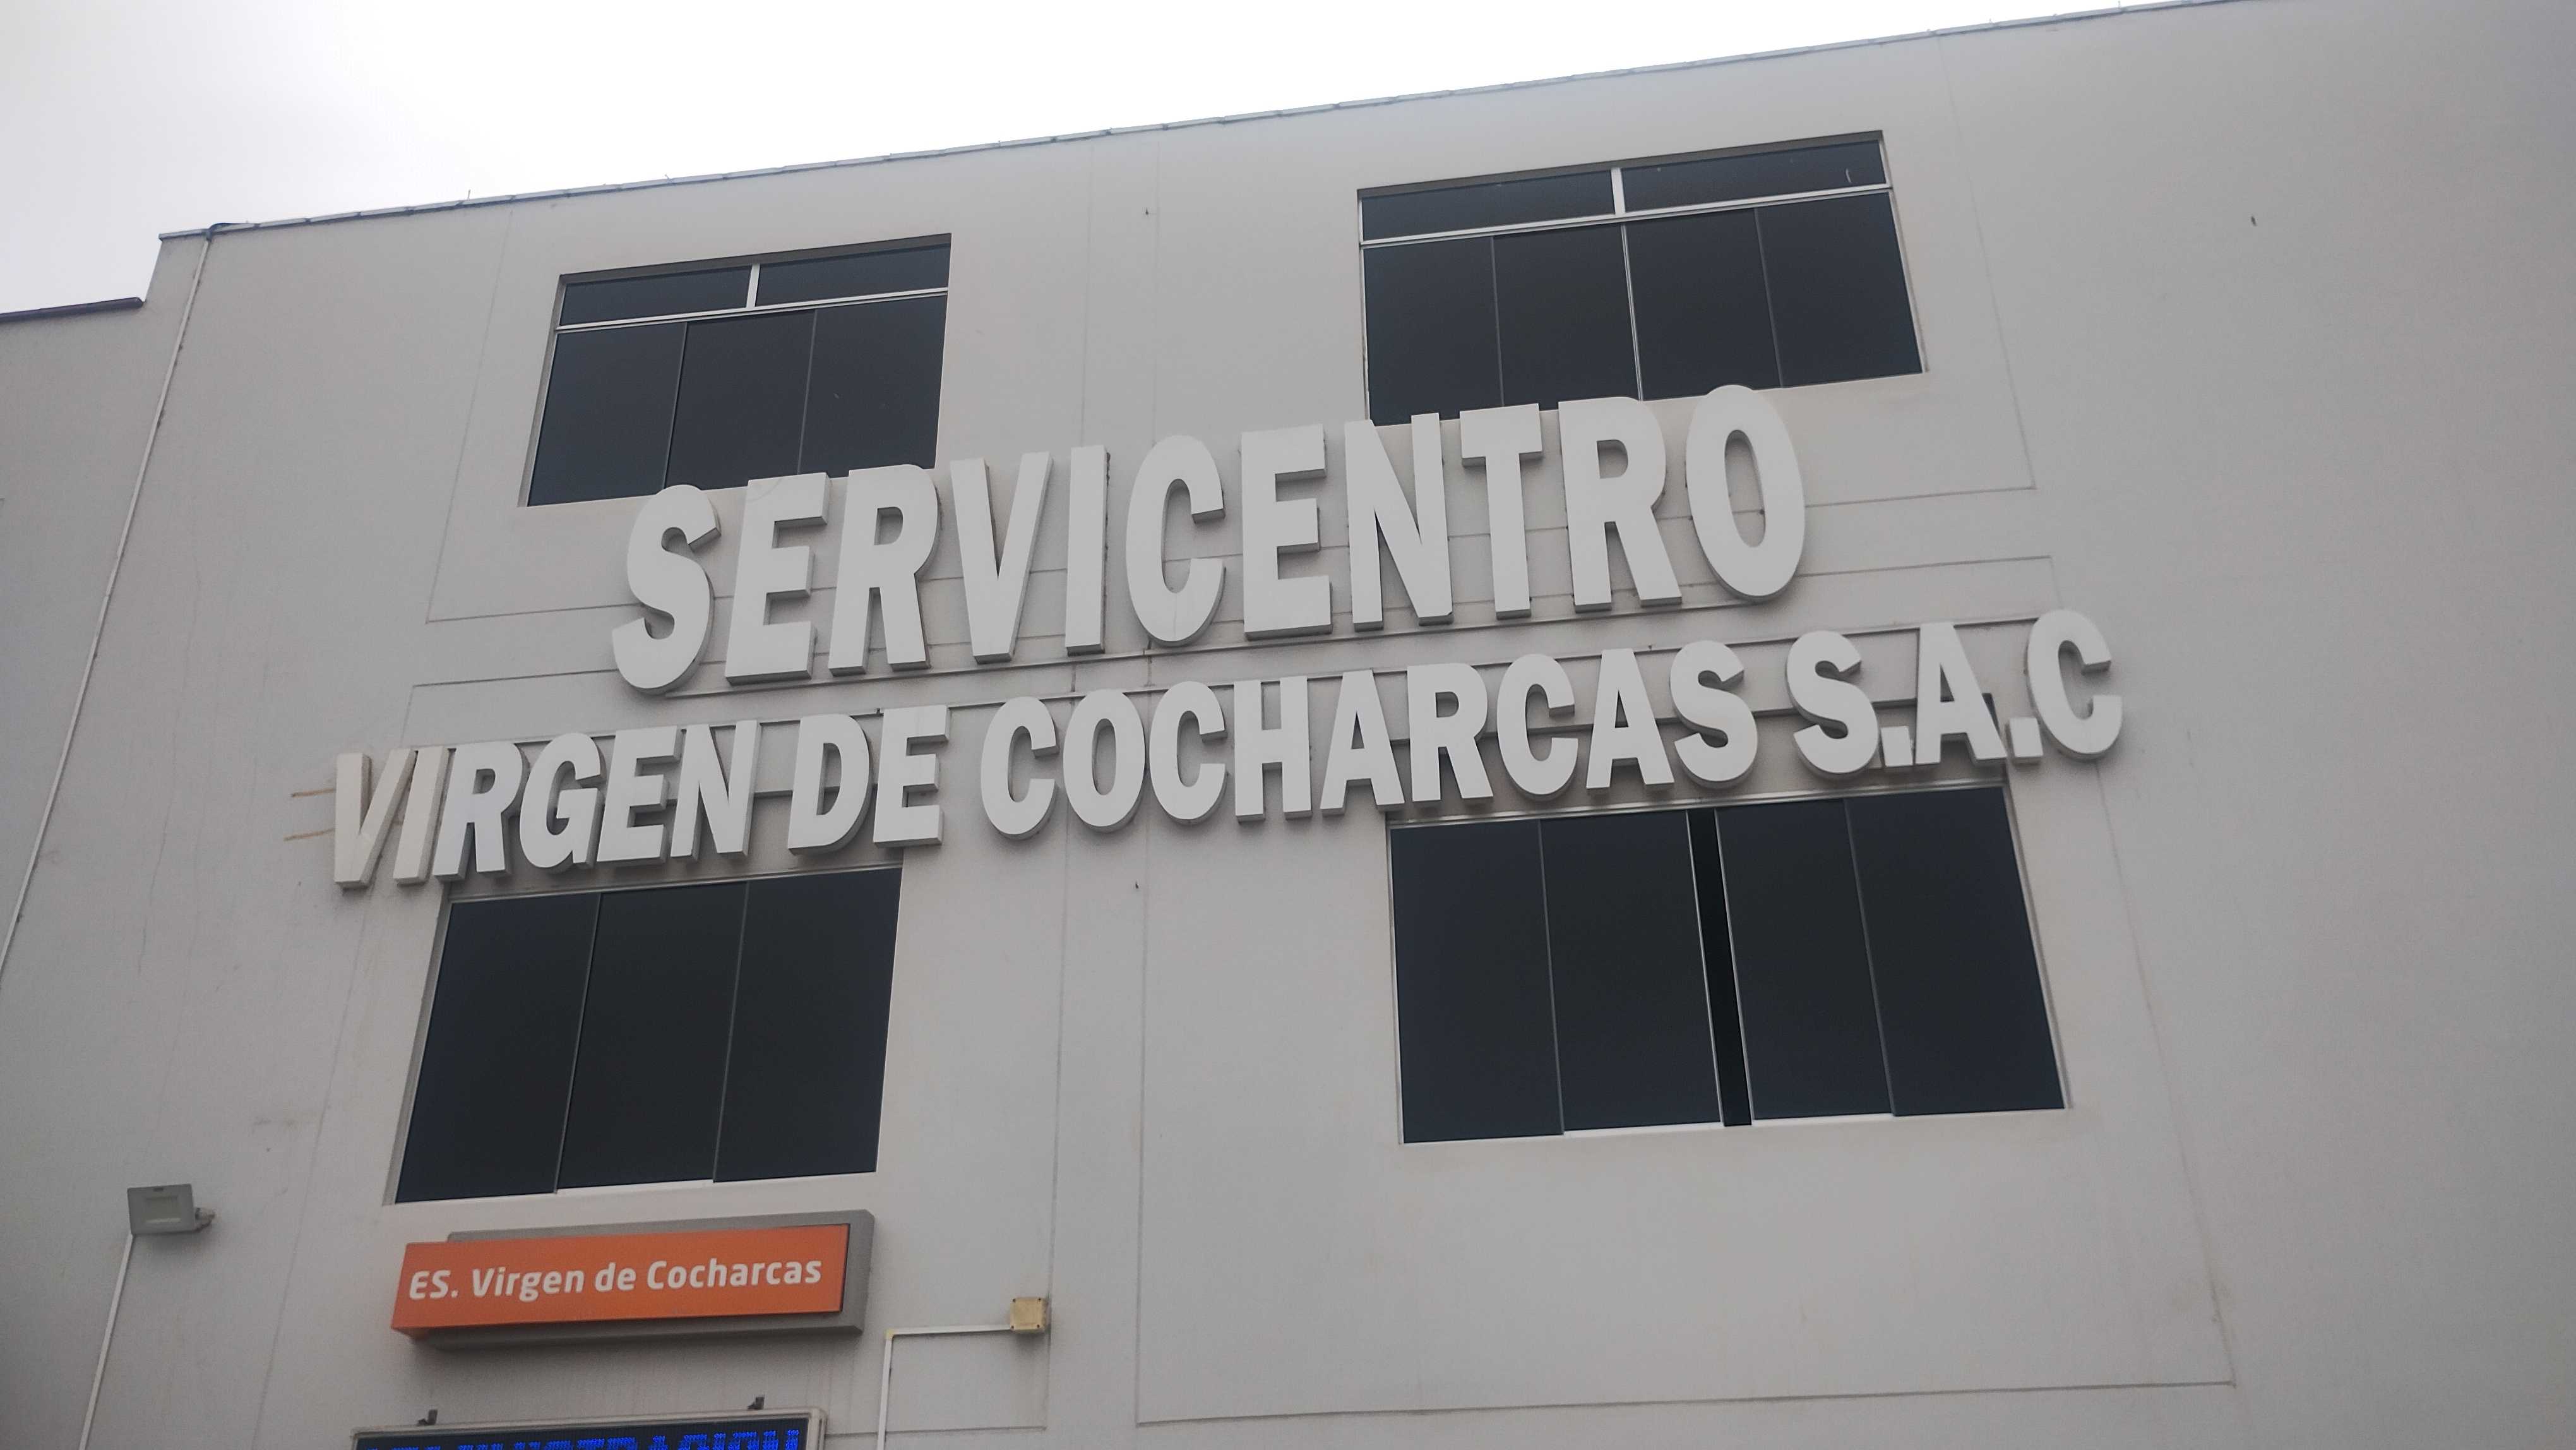 SERVICENTRO
VIRGEN DE COCHARCAS S.A.C
ES. Virgen de Cocharcas